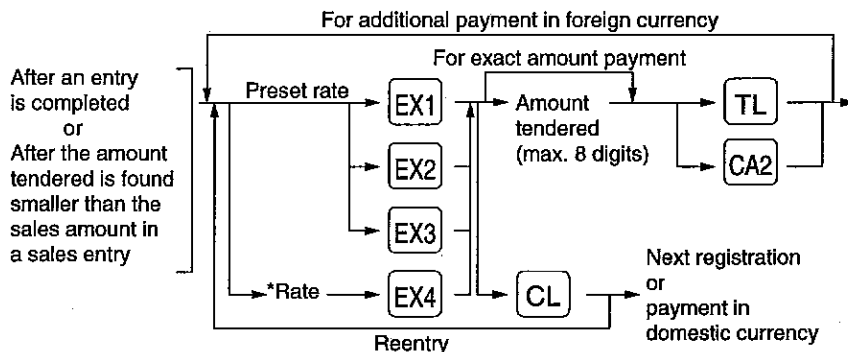 For additional payment in foreign currency
For exact amount payment
After an entry
is completed
or
After the amount
tendered is found
smaller than the
sales amount in
a sales entry
Preset rate
EX1
EX2
EX3
*Rate
EX4
Amount
tendered
(max. 8 digits)
TL
CA2
CL
Next registration
or
payment in
domestic currency
Reentry